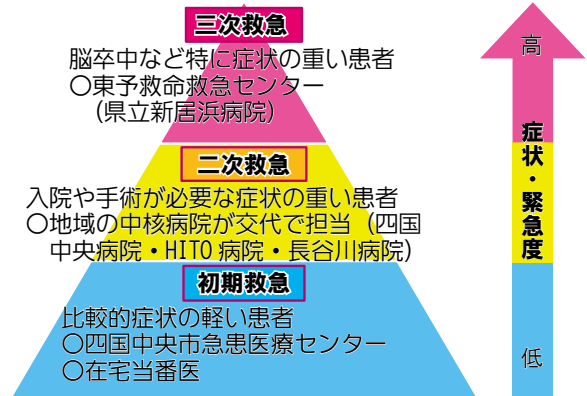 三次救急
脳卒中など特に症状の重い患者
○東予救命救急センター
(県立新居浜病院)
二次救急
入院や手術が必要な症状の重い患者
○地域の中核病院が交代で担当（四国
中央病院・HITO 病院・長谷川病院)
初期救急
比較的症状の軽い患者
○四国中央市急患医療センター
○在宅当番医
高
症状・緊急度
低